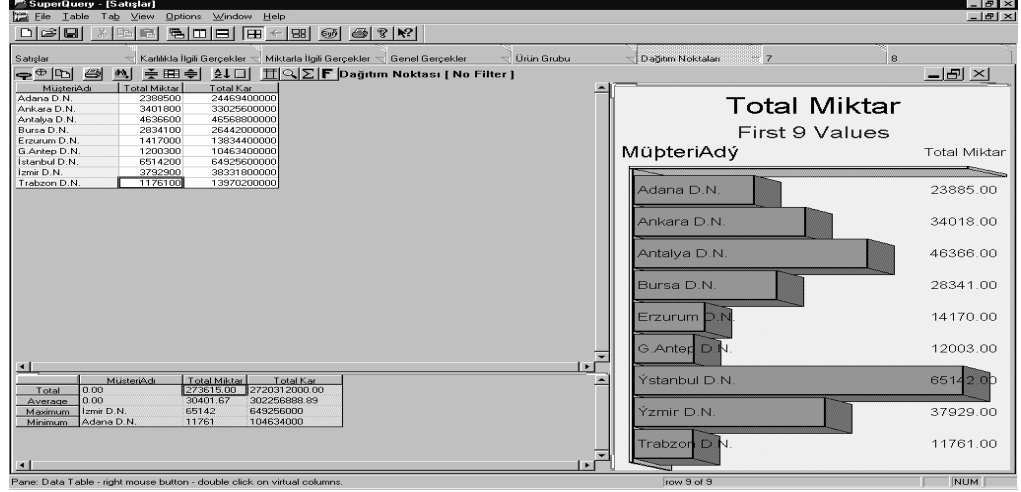 SuperQuery - [Satışlar]
File Table Tab View Options Window Help
Satışlar Karlılıkla İlgili Gerçekler Miktarla İlgili Gerçekler Genel Gerçekler Ürün Grubu Dağıtım Noktaları 7 8
Dağıtım Noktası [ No Filter ]
MüşteriAdı Total Miktar Total Kar
Adana D.N. 2388500 24469400000
Ankara D.N. 3401800 33025600000
Antalya D.N. 4636600 46568800000
Bursa D.N. 2834100 26442000000
Erzurum D.N. 1417000 13834400000
G.Antep D.N. 1200300 10463400000
İstanbul D.N. 6514200 64925600000
İzmir D.N. 3792900 38331800000
Trabzon D.N. 1176100 13970200000
MüşteriAdı Total Miktar Total Kar
Total 0.00 273615.00 2720312000.00
Average 0.00 30401.67 302256888.89
Maximum İzmir D.N. 65142 649256000
Minimum Adana D.N. 11761 104634000
Total Miktar
First 9 Values
MüþteriAdý Total Miktar
Adana D.N. 23885.00
Ankara D.N. 34018.00
Antalya D.N. 46366.00
Bursa D.N. 28341.00
Erzurum D.N. 14170.00
G.Antep D.N. 12003.00
Ýstanbul D.N. 65142.00
Ýzmir D.N. 37929.00
Trabzon D.N. 11761.00
Pane: Data Table - right mouse button - double click on virtual columns. row 9 of 9 NUM